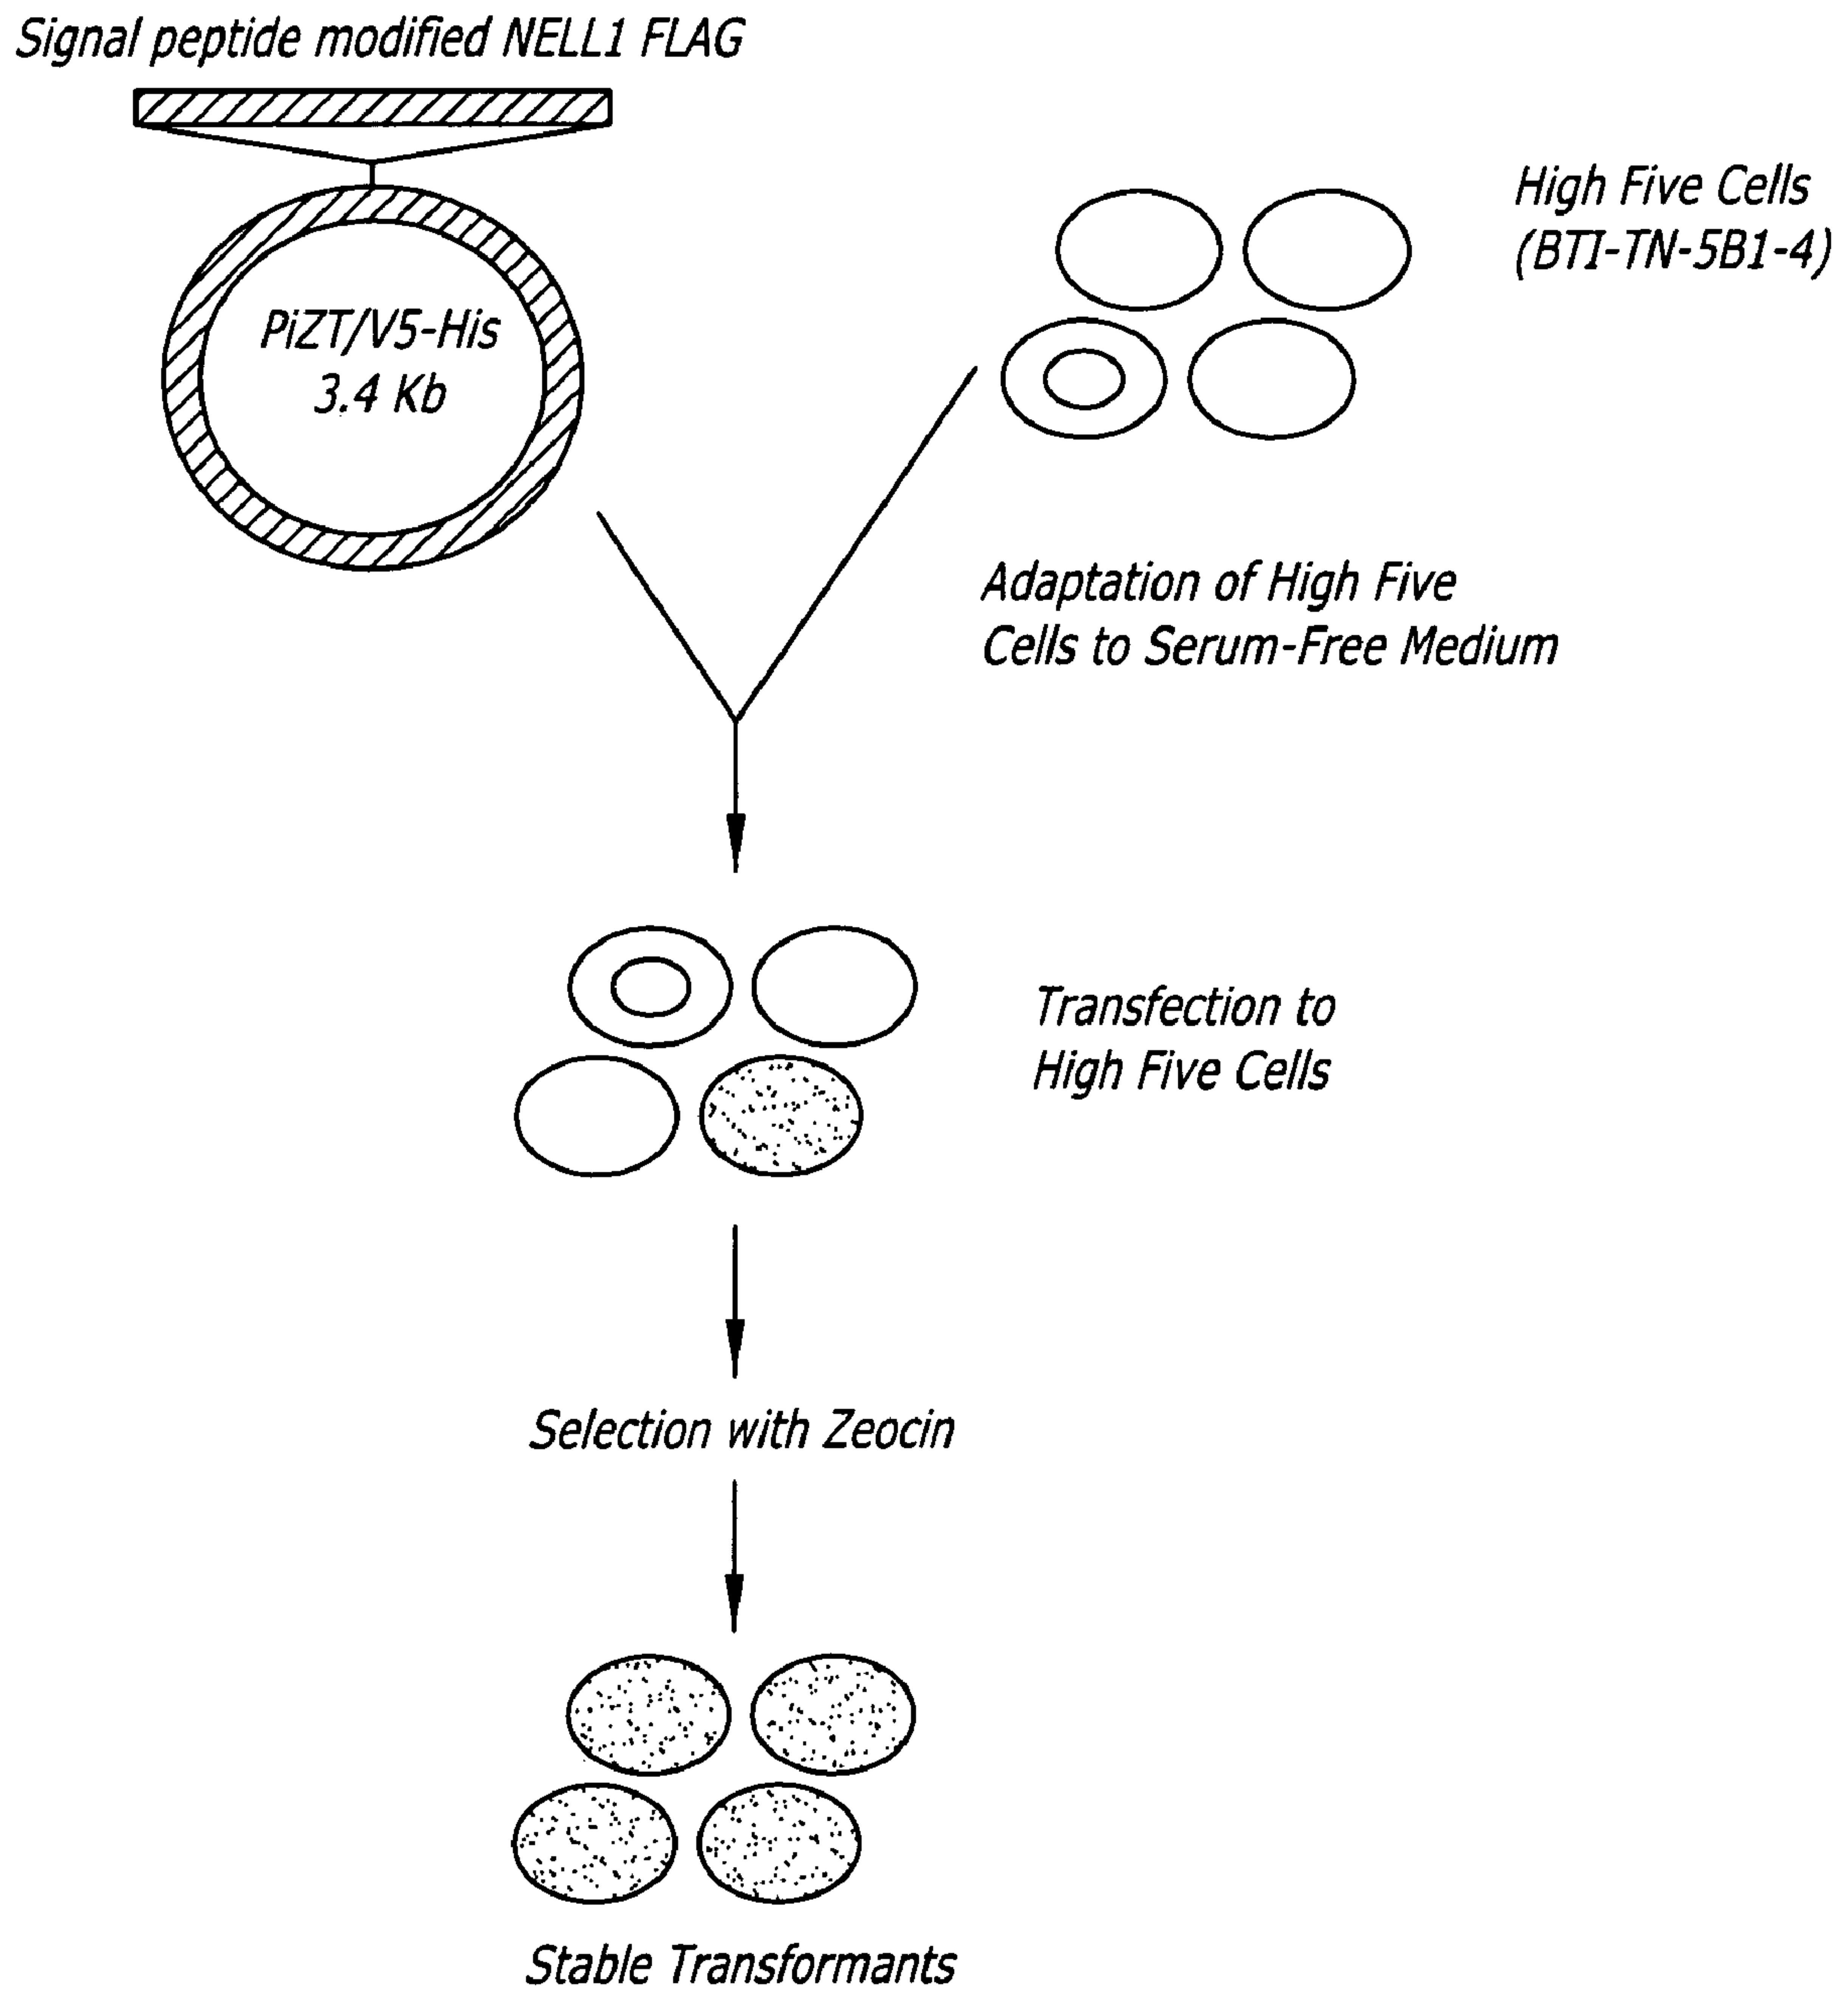 Signal peptide modified NELL1 FLAG
PiZT/V5-His
3.4 Kb
High Five Cells
(BTI-TN-5B1-4)
Adaptation of High Five
Cells to Serum-Free Medium
Transfection to
High Five Cells
Selection with Zeocin
Stable Transformants